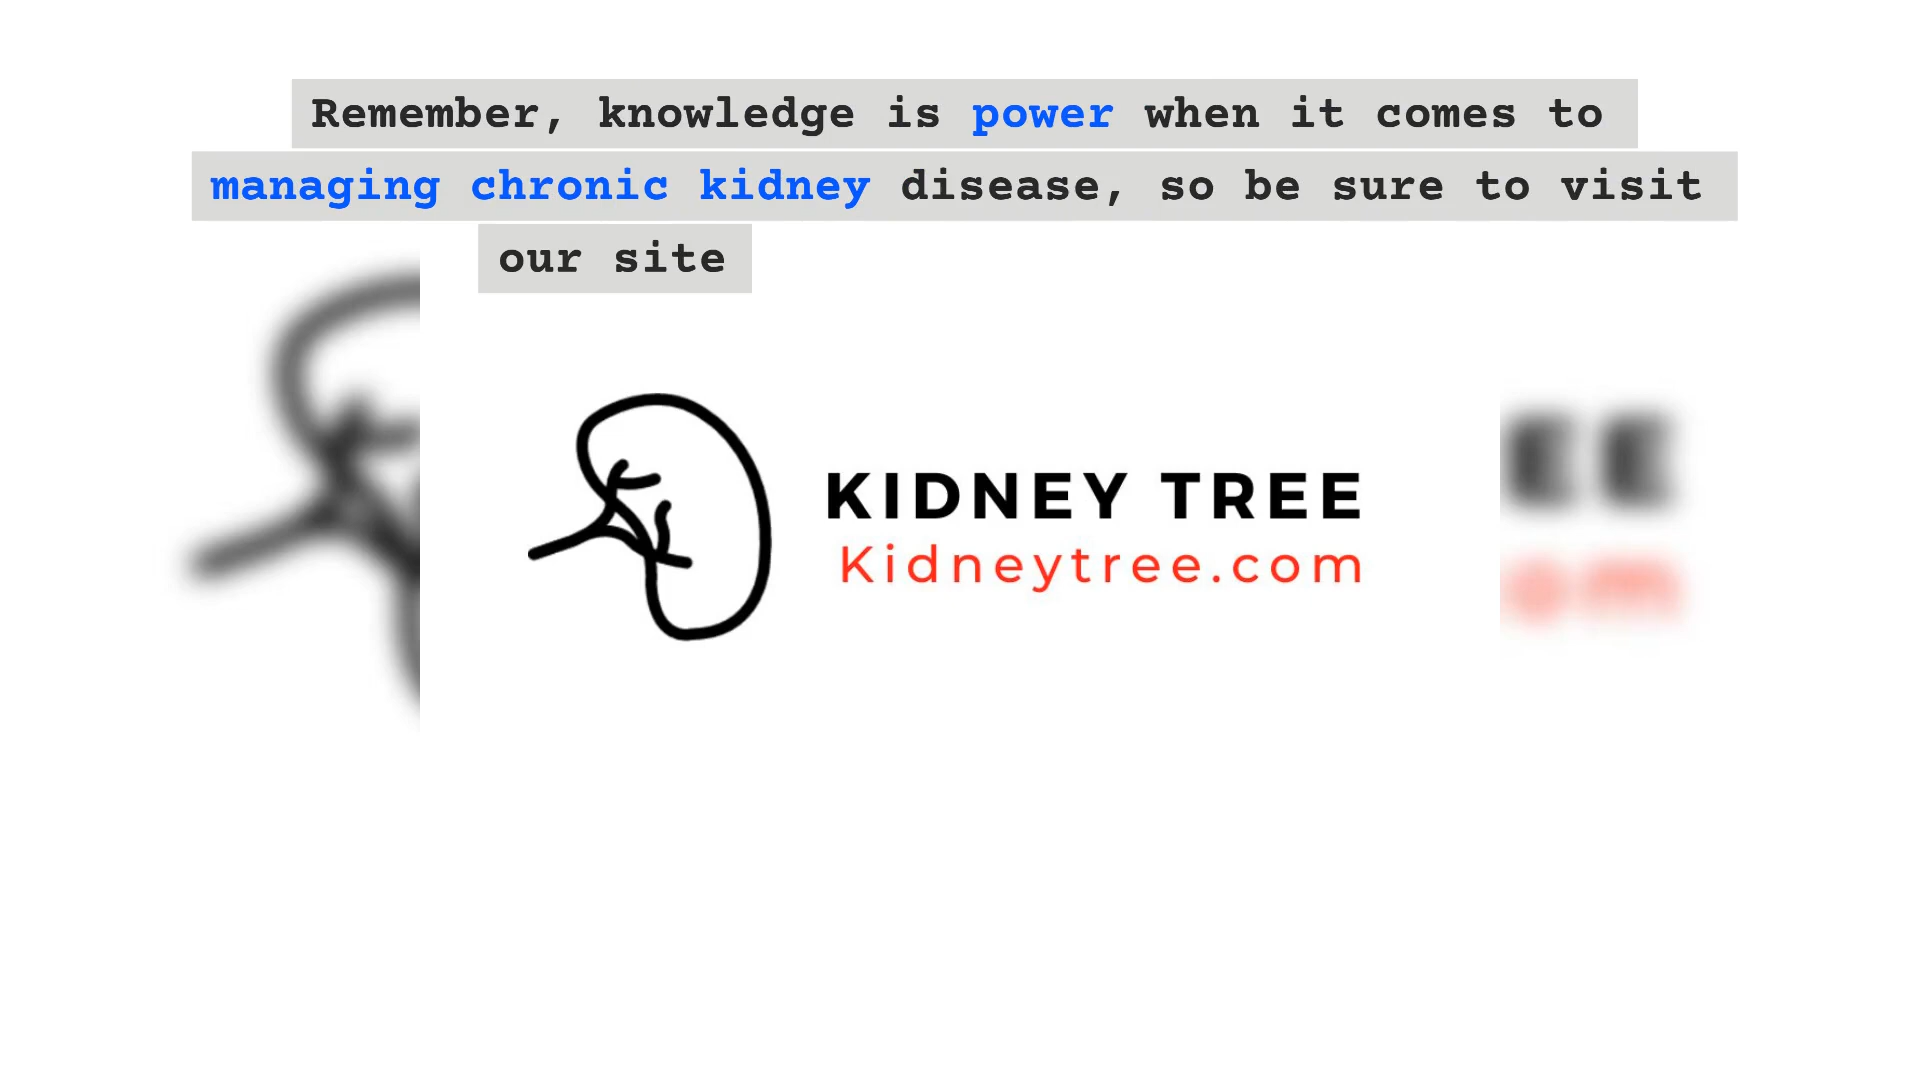 Remember, knowledge is power when it comes to
managing chronic kidney disease, so be sure to visit
our site
KIDNEY TREE
Kidneytree.com